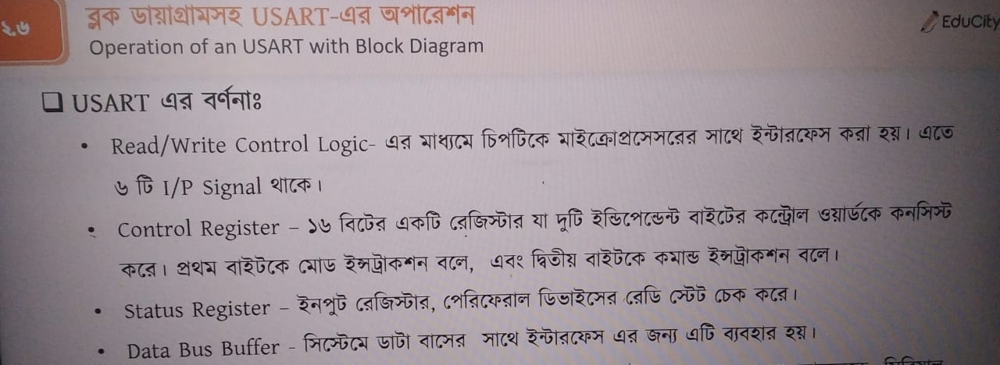 ২.৬
ব্লক ডায়াগ্রামসহ USART-এর অপারেশন
EduCity
Operation of an USART with Block Diagram
❑ USART এর বর্ণনাঃ
• Read/Write Control Logic- এর মাধ্যমে চিপটিকে মাইক্রোপ্রসেসরের সাথে ইন্টারফেস করা হয়। এতে
৬ টি I/P Signal থাকে।
• Control Register – ১৬ বিটের একটি রেজিস্টার যা দুটি ইন্ডিপেন্ডেন্ট বাইটের কন্ট্রোল ওয়ার্ডকে কনসিস্ট
করে। প্রথম বাইটটকে মোড ইন্সট্রাকশন বলে, এবং দ্বিতীয় বাইটকে কমান্ড ইন্সট্রাকশন বলে।
• Status Register – ইনপুট রেজিস্টার, পেরিফেরাল ডিভাইসের রেডি স্টেট চেক করে।
• Data Bus Buffer - সিস্টেমে ডাটা বাসের সাথে ইন্টারফেস এর জন্য এটি ব্যবহার হয়।